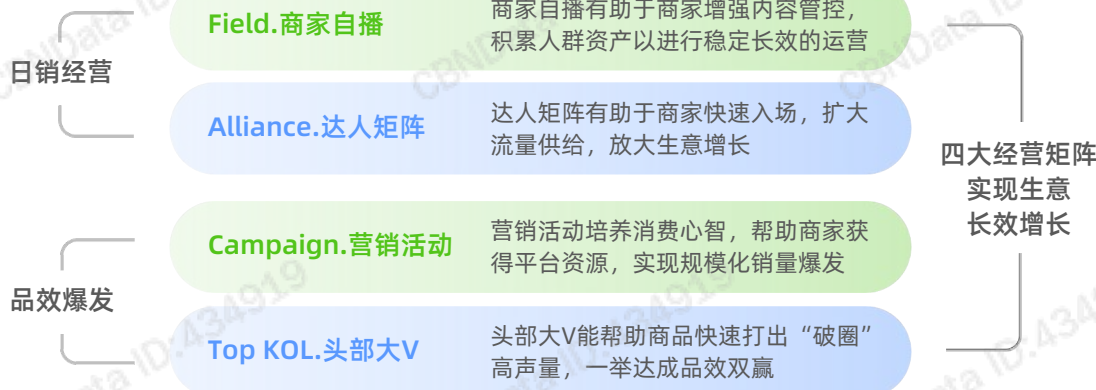 日销经营
Field.商家自播
商家自播有助于商家增强内容管控，
积累人群资产以进行稳定长效的运营
Alliance.达人矩阵
达人矩阵有助于商家快速入场，扩大
流量供给，放大生意增长
品效爆发
Campaign.营销活动
营销活动培养消费心智，帮助商家获
得平台资源，实现规模化销量爆发
Top KOL.头部大V
头部大V能帮助商品快速打出“破圈”
高声量，一举达成品效双赢
四大经营矩阵
实现生意
长效增长
CBNData
CBNData
ID:434919